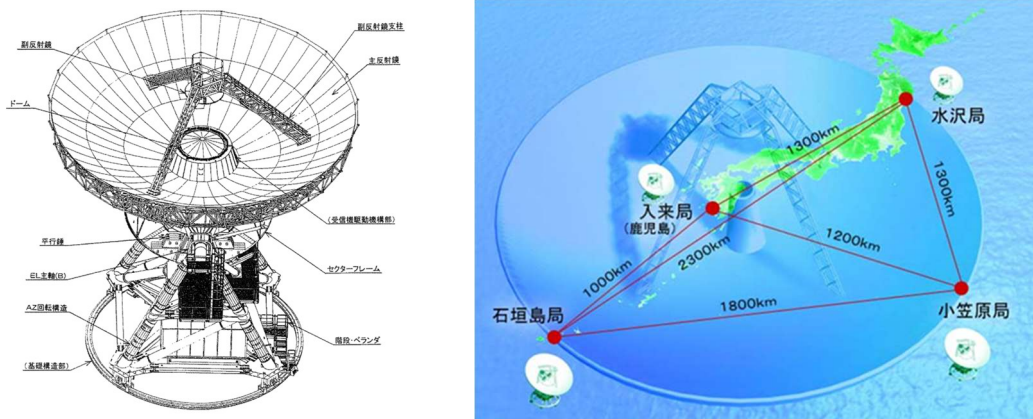 副反射鏡支柱
副反射鏡
主反射鏡
ドーム
(受信機駆動機構部)
平行錘
セクターフレーム
EL主軸(B)
AZ回転構造
階段・ベランダ
(基礎構造部)
水沢局
1300km
入来局
(鹿児島)
1300km
1200km
1000km
2300km
1800km
石垣島局
小笠原局